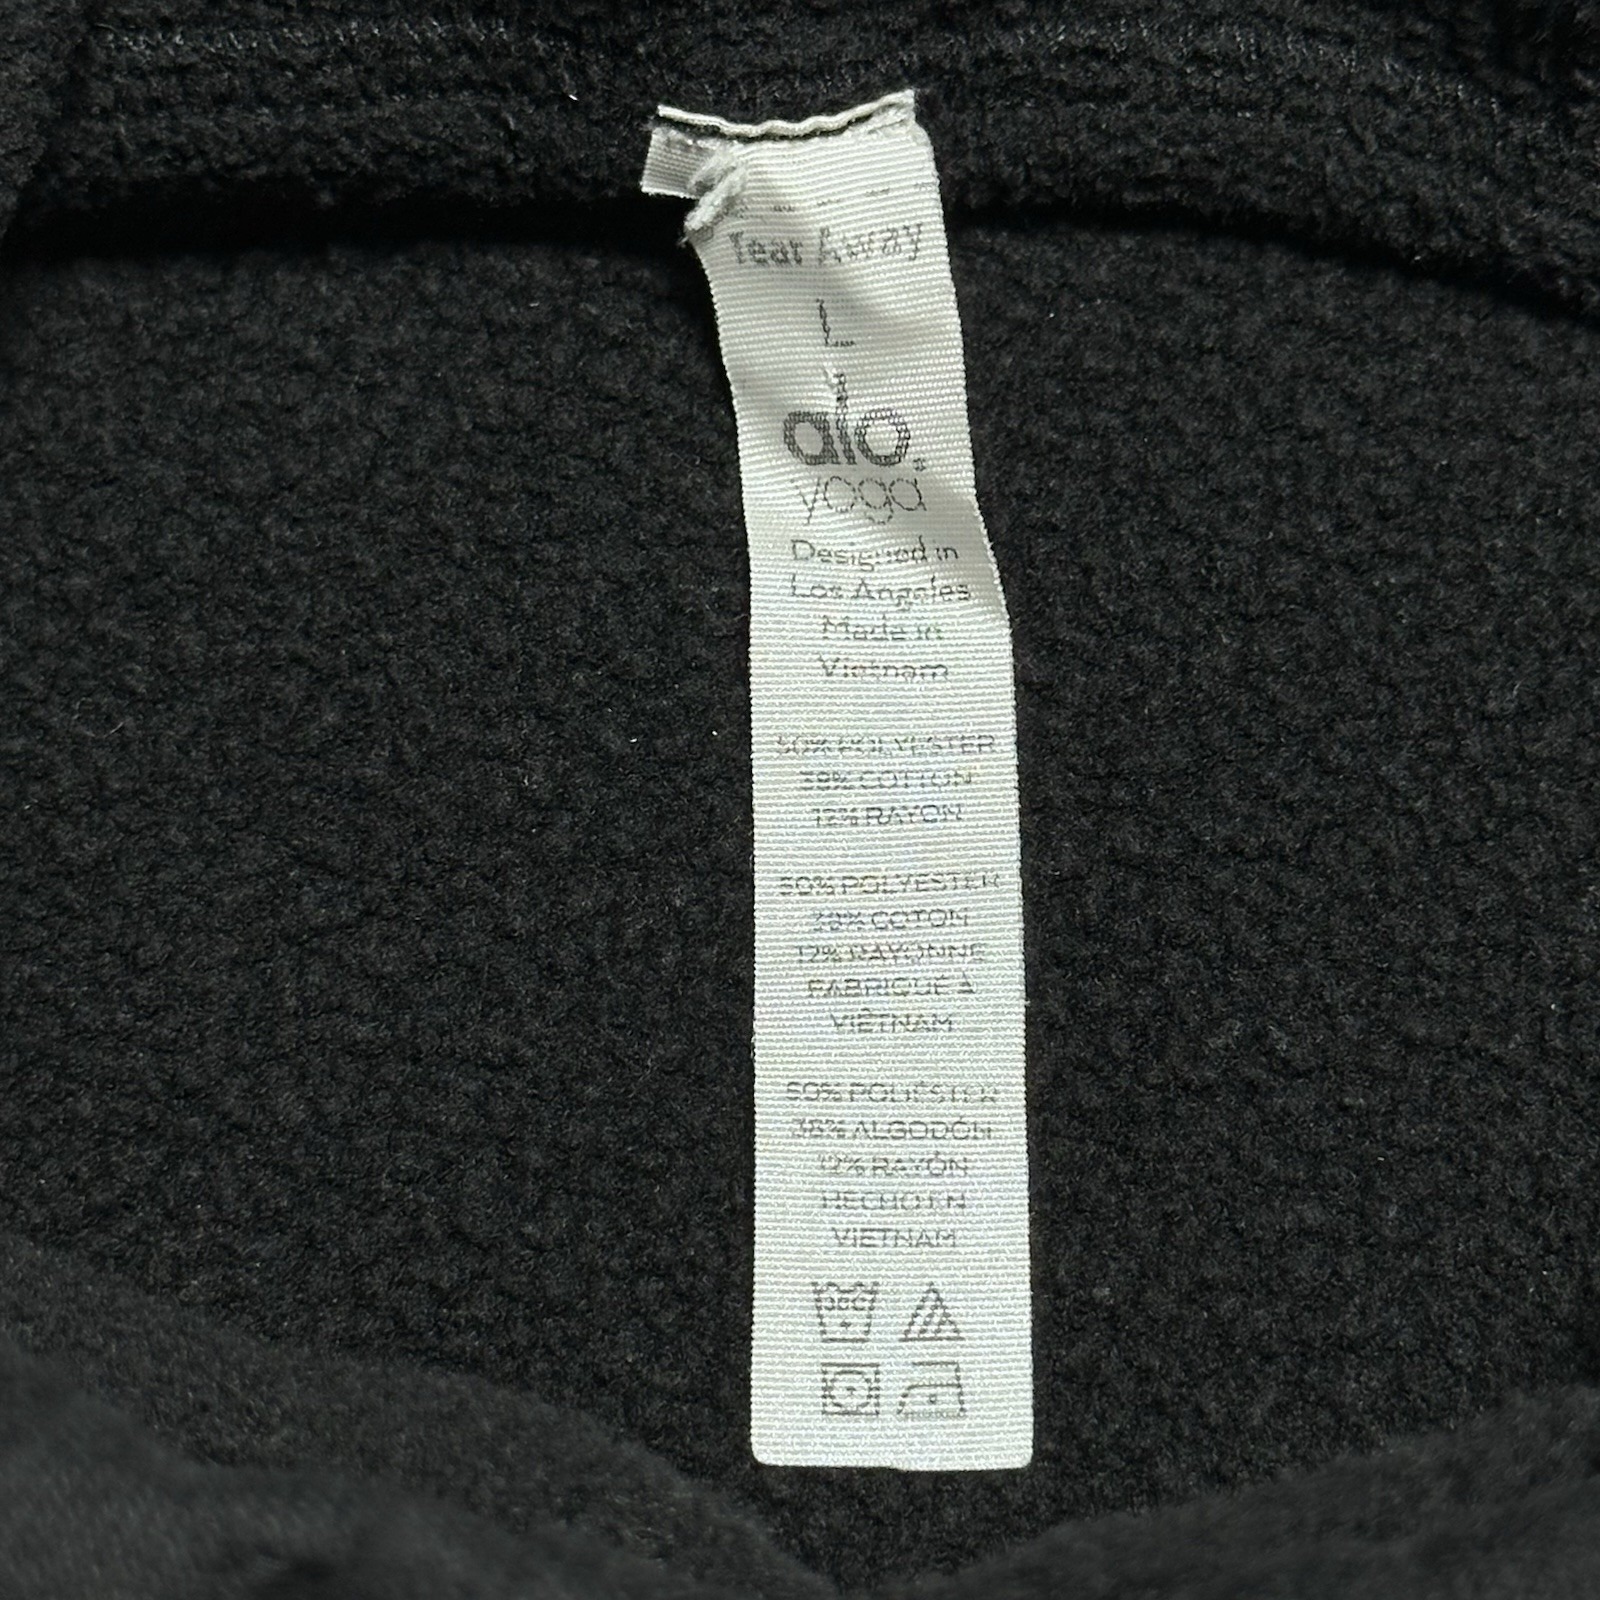 Tear Away
L
alo
yoga
Designed in
Los Angeles
Made in
Vietnam
50% POLYESTER
38% COTTON
12% RAYON
50% POLYESTER
38% COTON
12% RAYONNE
FABRIQUÉ À
VIÊTNAM
50% POLIÉSTER
38% ALGODÓN
12% RAYÓN
HECHO EN
VIETNAM